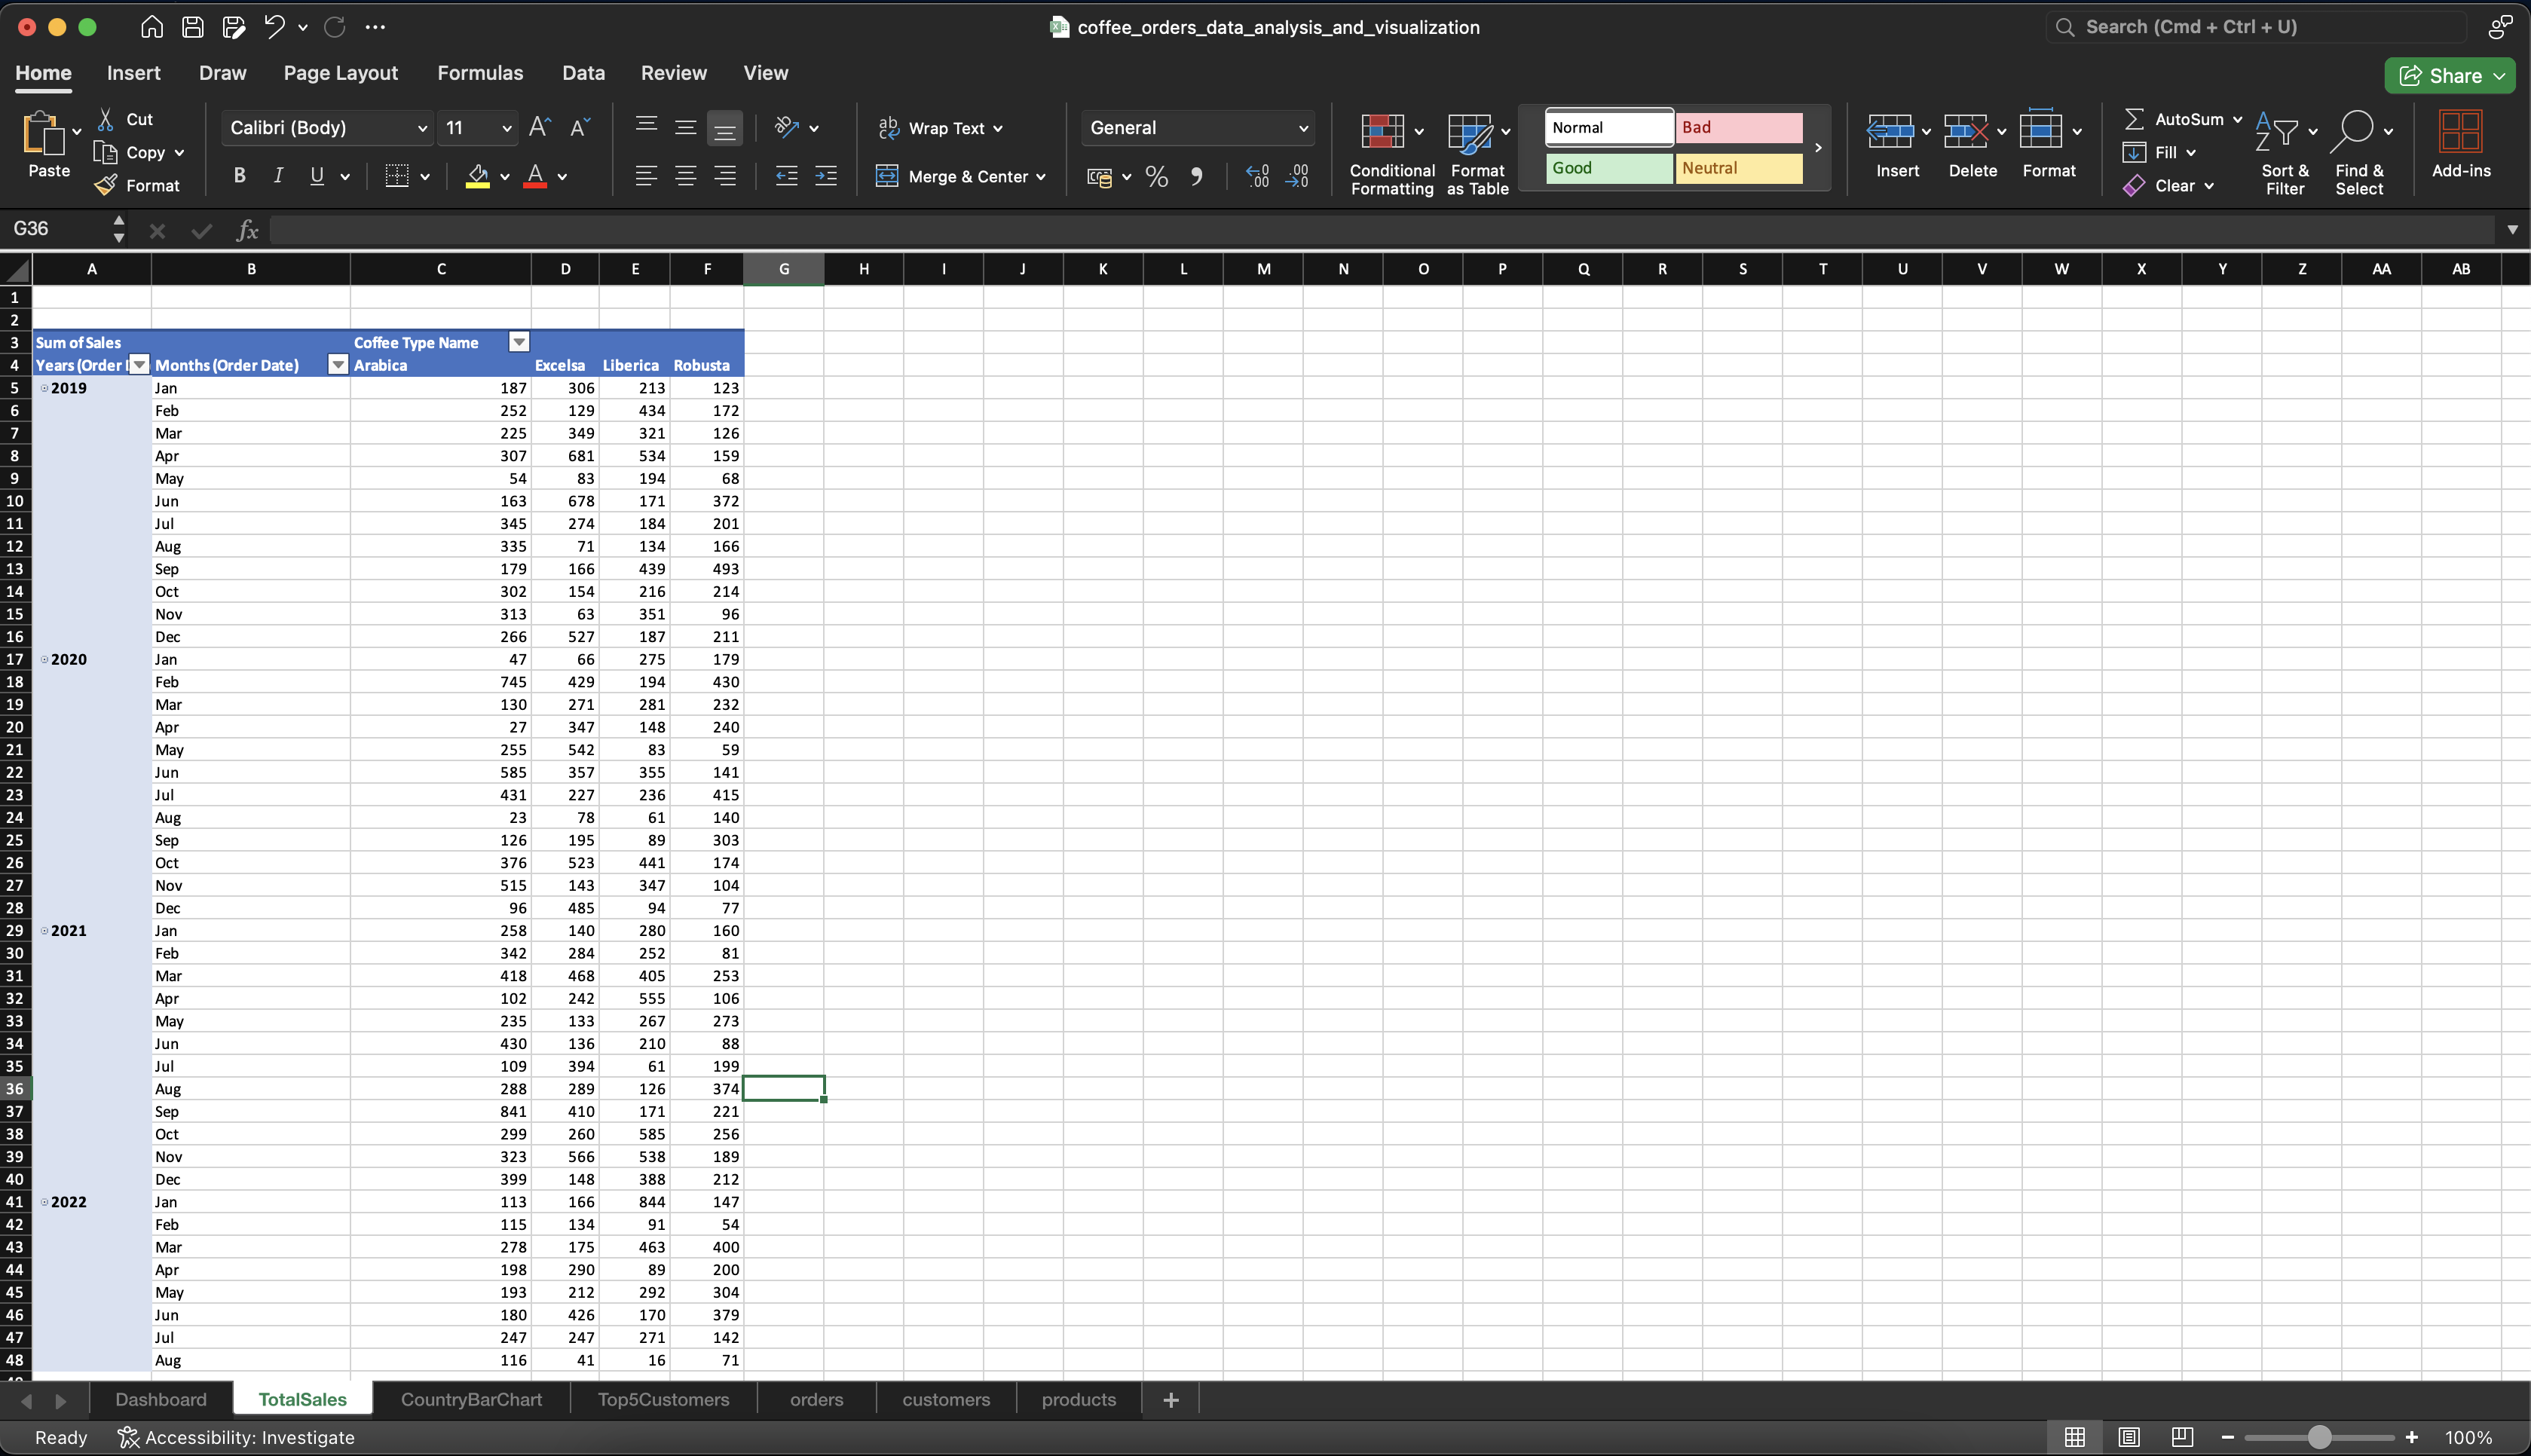 coffee_orders_data_analysis_and_visualization
Search (Cmd + Ctrl + U)
Home Insert Draw Page Layout Formulas Data Review View
Share
Paste
Cut
Copy
Format
Calibri (Body) 11
B I U
Wrap Text
Merge & Center
General
Conditional Formatting
Format as Table
Normal Bad
Good Neutral
Insert Delete Format
AutoSum
Fill
Clear
Sort & Filter
Find & Select
Add-ins
G36 fx
A B C D E F G H I J K L M N O P Q R S T U V W X Y Z AA AB
1
2
3 Sum of Sales Coffee Type Name
4 Years (Order Months (Order Date) Arabica Excelsa Liberica Robusta
5 2019 Jan 187 306 213 123
6 Feb 252 129 434 172
7 Mar 225 349 321 126
8 Apr 307 681 534 159
9 May 54 83 194 68
10 Jun 163 678 171 372
11 Jul 345 274 184 201
12 Aug 335 71 134 166
13 Sep 179 166 439 493
14 Oct 302 154 216 214
15 Nov 313 63 351 96
16 Dec 266 527 187 211
17 2020 Jan 47 66 275 179
18 Feb 745 429 194 430
19 Mar 130 271 281 232
20 Apr 27 347 148 240
21 May 255 542 83 59
22 Jun 585 357 355 141
23 Jul 431 227 236 415
24 Aug 23 78 61 140
25 Sep 126 195 89 303
26 Oct 376 523 441 174
27 Nov 515 143 347 104
28 Dec 96 485 94 77
29 2021 Jan 258 140 280 160
30 Feb 342 284 252 81
31 Mar 418 468 405 253
32 Apr 102 242 555 106
33 May 235 133 267 273
34 Jun 430 136 210 88
35 Jul 109 394 61 199
36 Aug 288 289 126 374
37 Sep 841 410 171 221
38 Oct 299 260 585 256
39 Nov 323 566 538 189
40 Dec 399 148 388 212
41 2022 Jan 113 166 844 147
42 Feb 115 134 91 54
43 Mar 278 175 463 400
44 Apr 198 290 89 200
45 May 193 212 292 304
46 Jun 180 426 170 379
47 Jul 247 247 271 142
48 Aug 116 41 16 71
Dashboard TotalSales CountryBarChart Top5Customers orders customers products +
Ready Accessibility: Investigate 100%